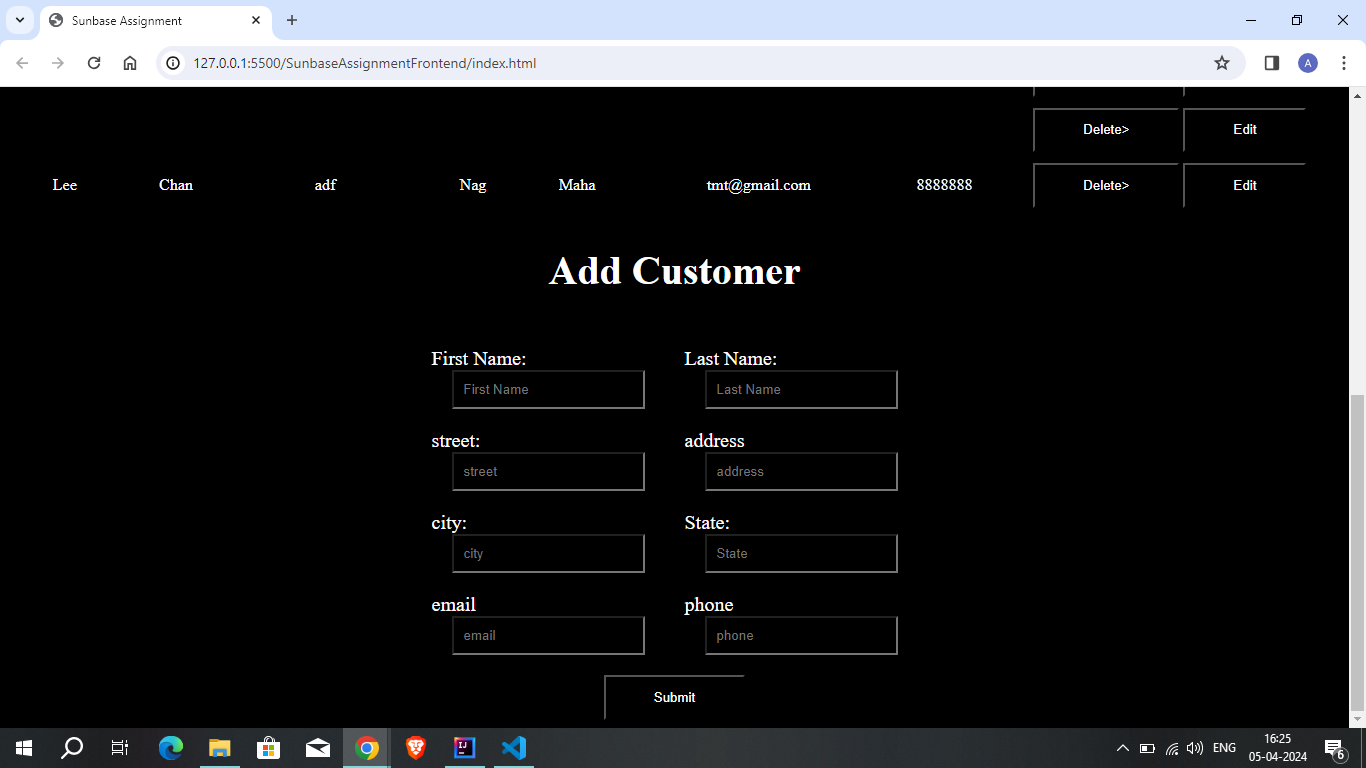 Sunbase Assignment
127.0.0.1:5500/SunbaseAssignmentFrontend/index.html
A
Delete> Edit
Lee Chan adf Nag Maha tmt@gmail.com 8888888 Delete> Edit
Add Customer
First Name: Last Name:
First Name Last Name
street: address
street address
city: State:
city State
email phone
email phone
Submit
IJ
ENG
16:25
05-04-2024
6